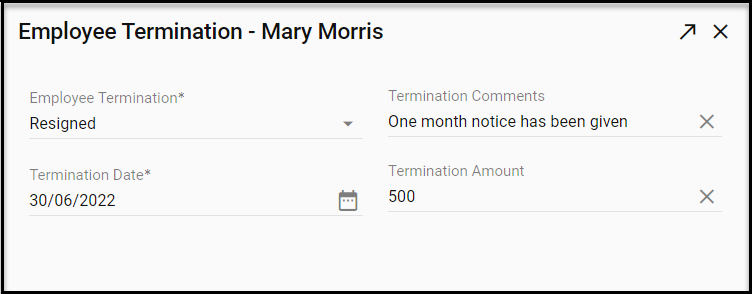 Employee Termination - Mary Morris
Employee Termination*
Resigned
Termination Date*
30/06/2022
Termination Comments
One month notice has been given
Termination Amount
500